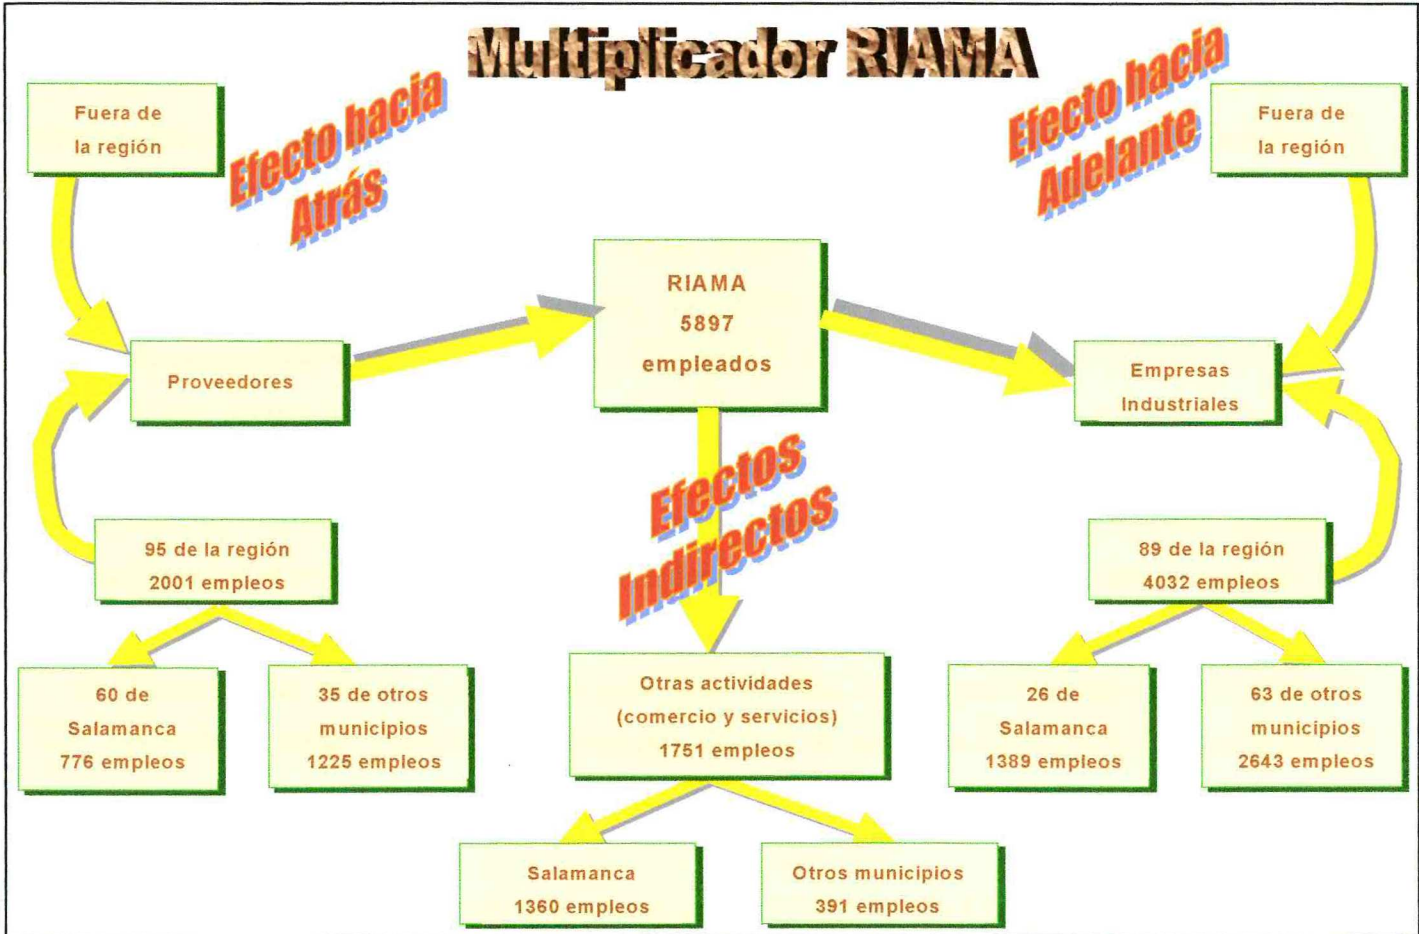 Multiplicador RIAMA
Fuera de
la región
Efecto hacia
Atrás
Efecto hacia
Adelante
Fuera de
la región
RIAMA
5897
empleados
Proveedores
Empresas
Industriales
Efectos
Indirectos
95 de la región
2001 empleos
89 de la región
4032 empleos
60 de
Salamanca
776 empleos
35 de otros
municipios
1225 empleos
Otras actividades
(comercio y servicios)
1751 empleos
26 de
Salamanca
1389 empleos
63 de otros
municipios
2643 empleos
Salamanca
1360 empleos
Otros municipios
391 empleos